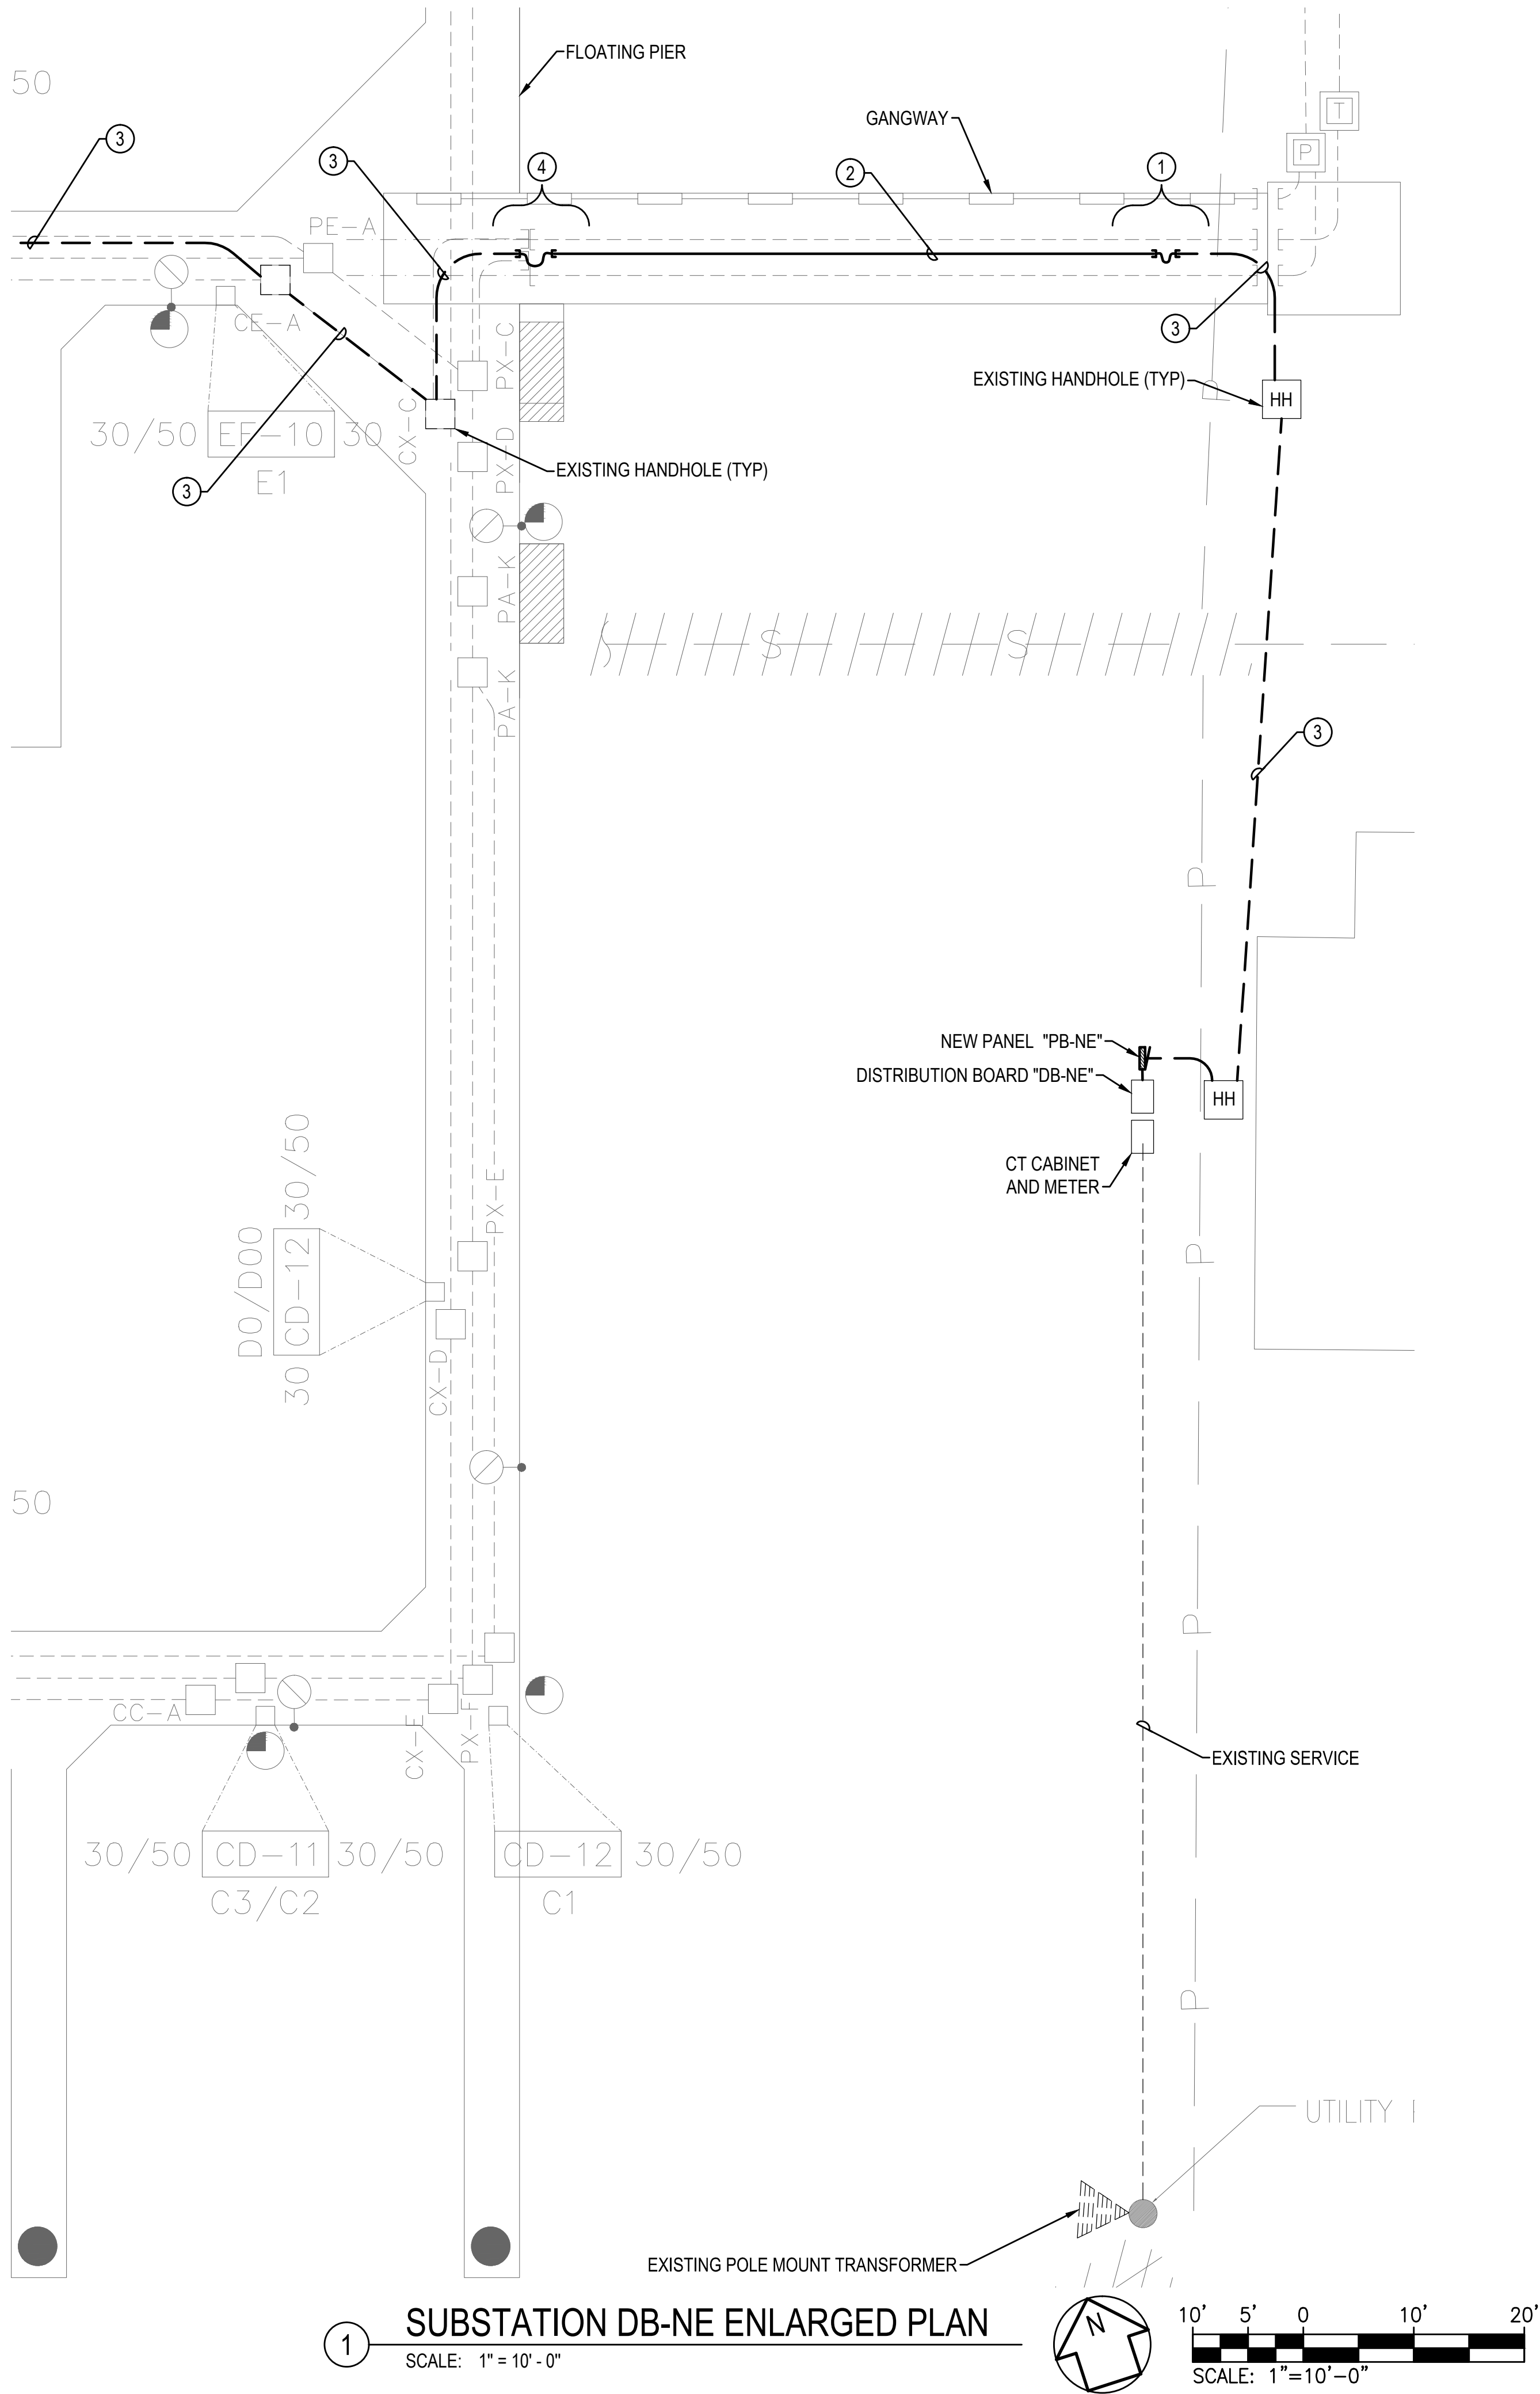 FLOATING PIER
50
GANGWAY
T
3
P
3
4
2
1
PE-A
CE-A
3
PX-C
EXISTING HANDHOLE (TYP)
P
HH
CX-C
30/50
EF-10
30
PX-D
EXISTING HANDHOLE (TYP)
E1
3
PA-K
S
S
PA-K
3
P
NEW PANEL "PB-NE"
DISTRIBUTION BOARD "DB-NE"
HH
CT CABINET
AND METER
PX-E
P
D0/D00
30 CD-12 30/50
CX-D
50
P
CC-A
CX-E
PX-F
EXISTING SERVICE
30/50 CD-11 30/50
C3/C2
CD-12 30/50
C1
P
UTILITY
EXISTING POLE MOUNT TRANSFORMER
1
SUBSTATION DB-NE ENLARGED PLAN
SCALE: 1" = 10' - 0"
N
10' 5' 0 10' 20'
SCALE: 1"=10'-0"